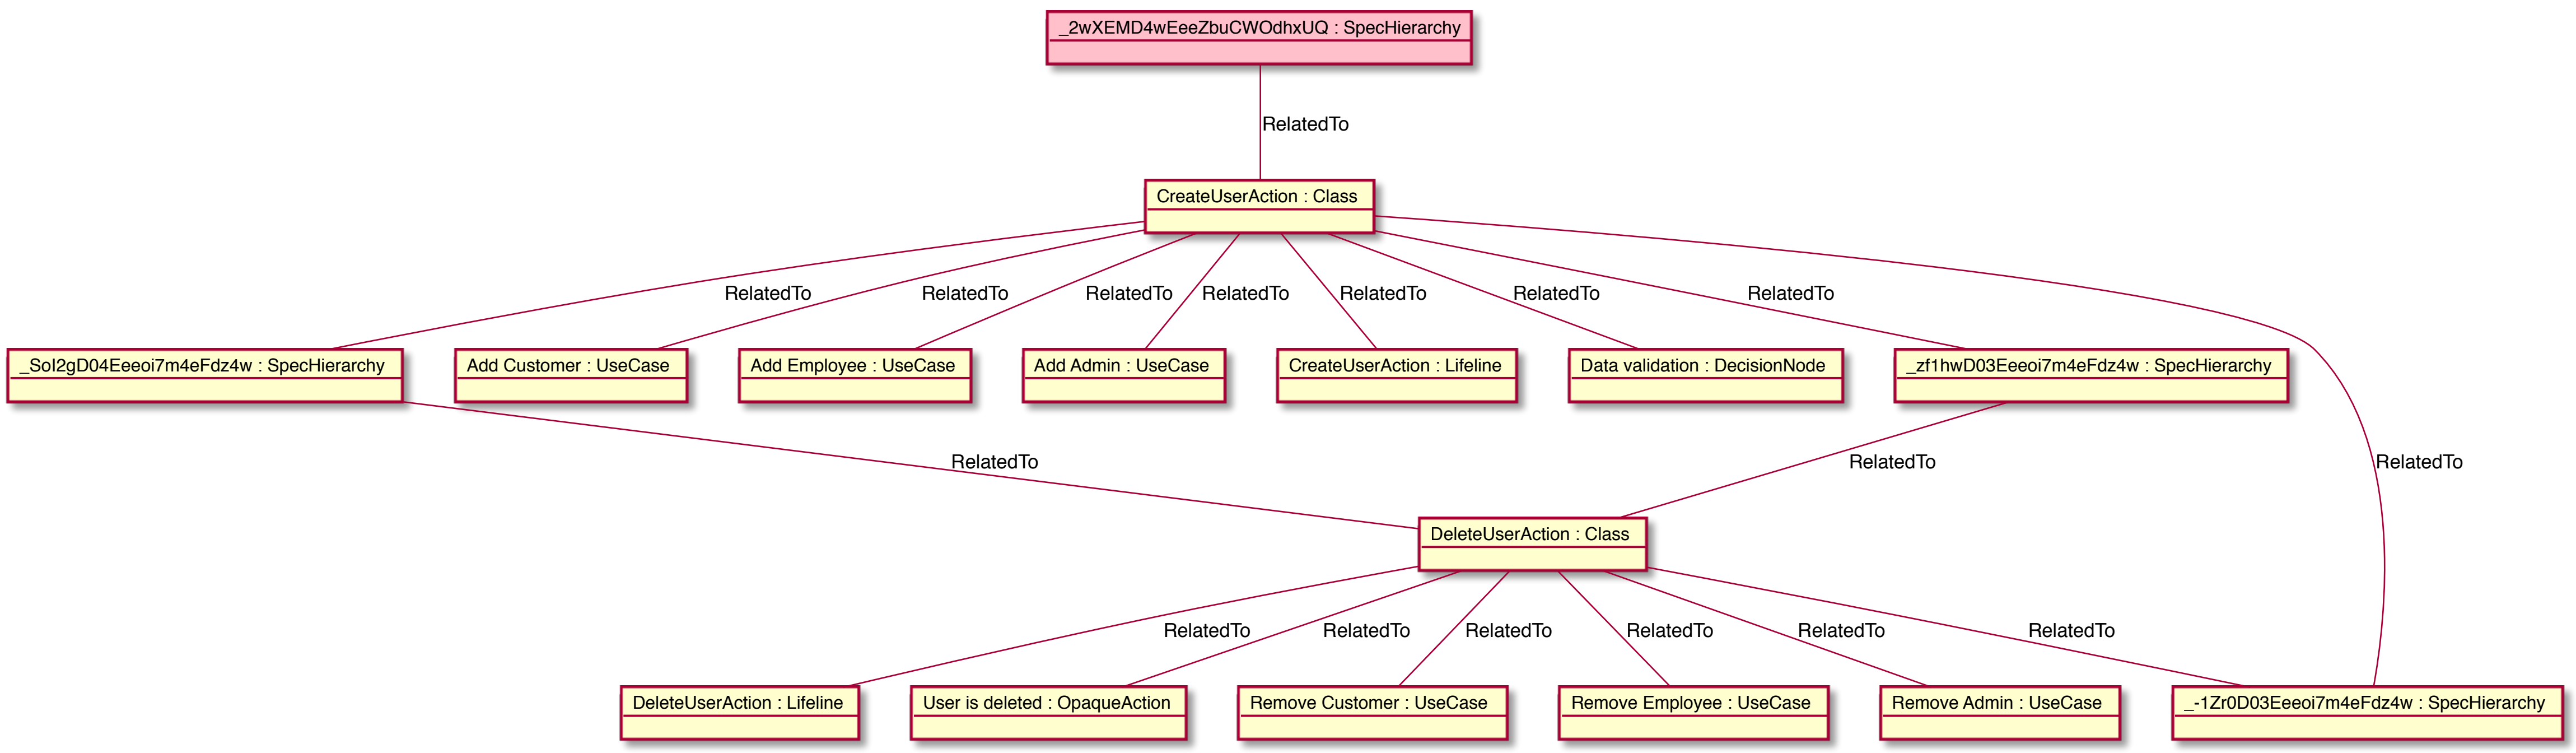 _2wXEMD4wEeeZbuCWOdhxUQ : SpecHierarchy
RelatedTo
CreateUserAction : Class
RelatedTo RelatedTo RelatedTo RelatedTo RelatedTo RelatedTo RelatedTo
_SoI2gD04Eeeoi7m4eFdz4w : SpecHierarchy Add Customer : UseCase Add Employee : UseCase Add Admin : UseCase CreateUserAction : Lifeline Data validation : DecisionNode _zf1hwD03Eeeoi7m4eFdz4w : SpecHierarchy
RelatedTo RelatedTo RelatedTo
DeleteUserAction : Class
RelatedTo RelatedTo RelatedTo RelatedTo RelatedTo RelatedTo
DeleteUserAction : Lifeline User is deleted : OpaqueAction Remove Customer : UseCase Remove Employee : UseCase Remove Admin : UseCase _-1Zr0D03Eeeoi7m4eFdz4w : SpecHierarchy